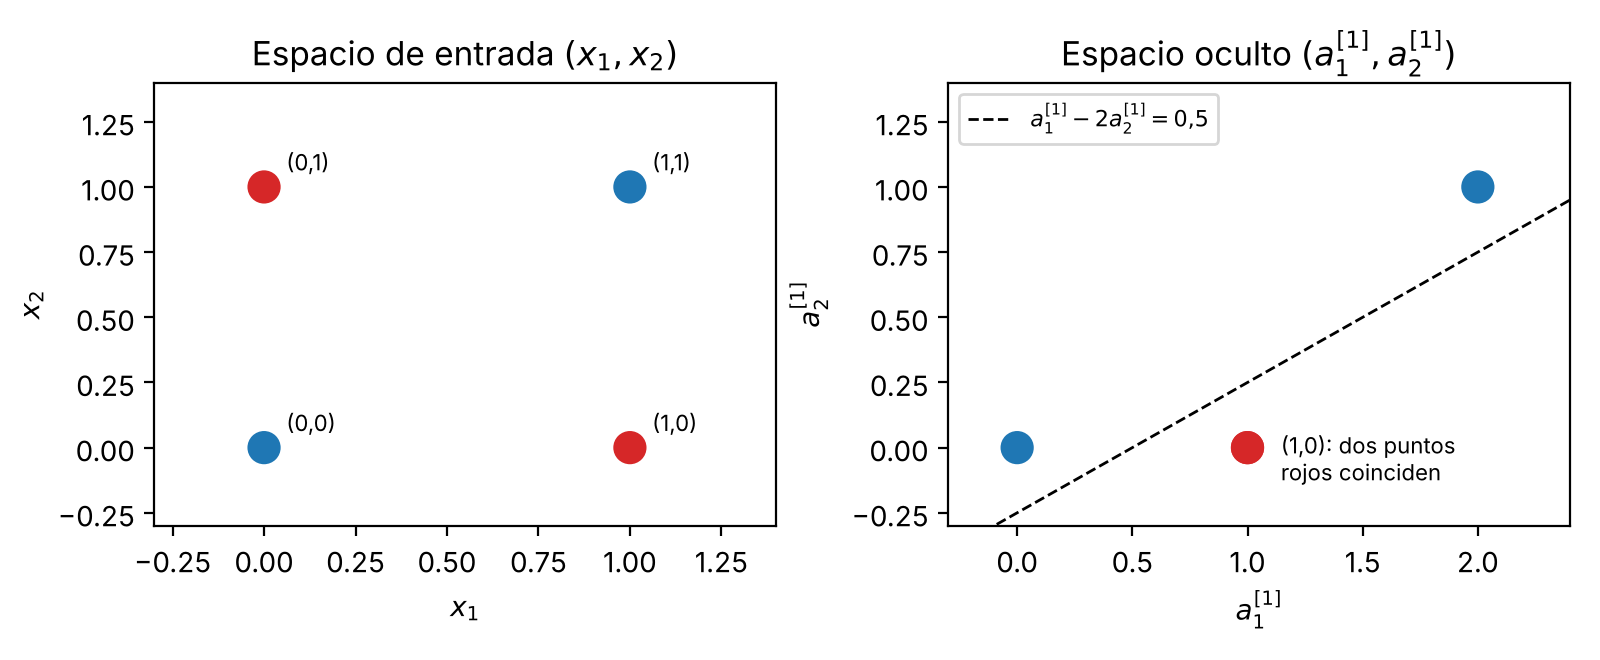 Espacio de entrada (x₁, x₂)
1.25
1.00
0.75
0.50
0.25
0.00
−0.25
x₂
(0,1)
(1,1)
(0,0)
(1,0)
−0.25 0.00 0.25 0.50 0.75 1.00 1.25
x₁
Espacio oculto (a₁^[1], a₂^[1])
a₁^[1] − 2a₂^[1] = 0,5
1.25
1.00
0.75
0.50
0.25
0.00
−0.25
a₂^[1]
(1,0): dos puntos
rojos coinciden
0.0 0.5 1.0 1.5 2.0
a₁^[1]